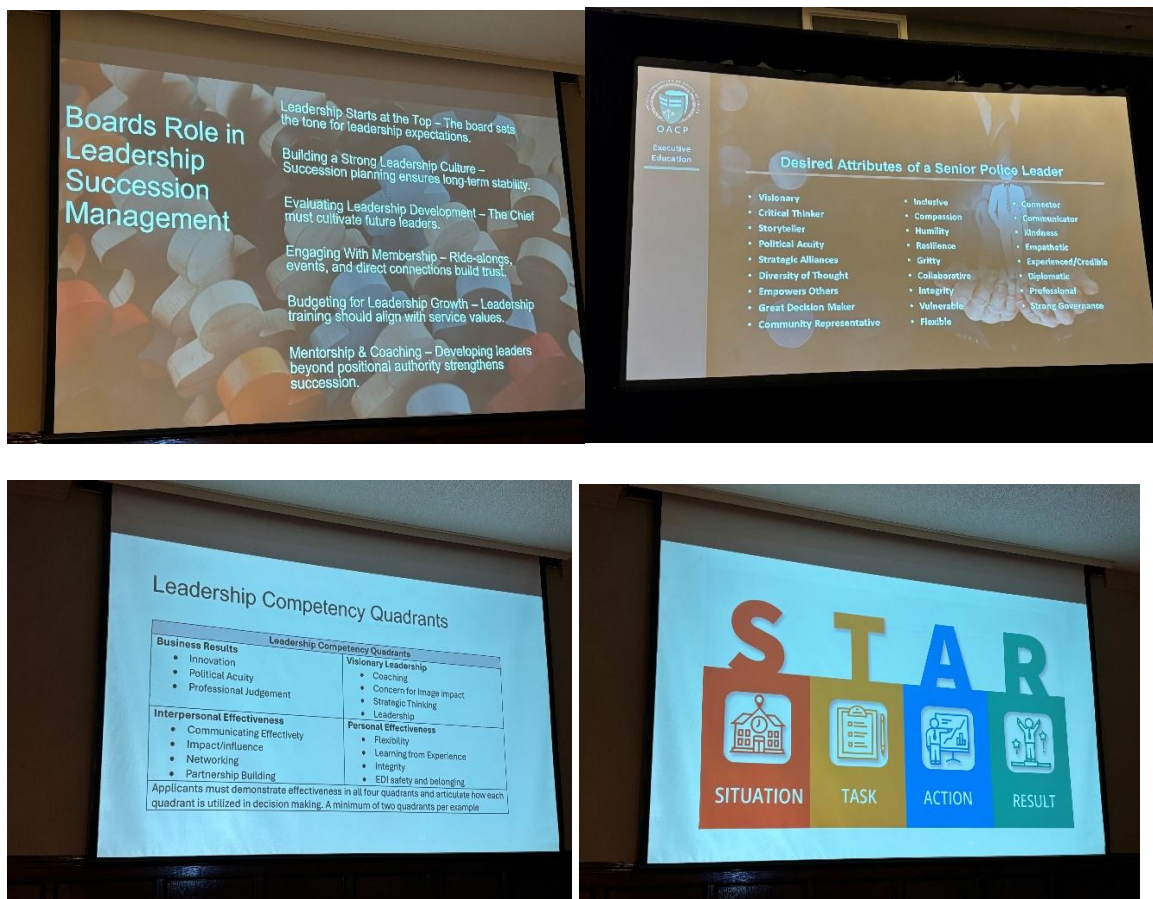 Boards Role in
Leadership
Succession
Management
Leadership Starts at the Top – The board sets
the tone for leadership expectations.
Building a Strong Leadership Culture –
Succession planning ensures long-term stability.
Evaluating Leadership Development – The Chief
must cultivate future leaders.
Engaging With Membership – Ride-alongs,
events, and direct connections build trust.
Budgeting for Leadership Growth – Leadership
training should align with service values.
Mentorship & Coaching – Developing leaders
beyond positional authority strengthens
succession.
OACP
Executive
Education
Desired Attributes of a Senior Police Leader
• Visionary
• Critical Thinker
• Storyteller
• Political Acuity
• Strategic Alliances
• Diversity of Thought
• Empowers Others
• Great Decision Maker
• Community Representative
• Inclusive
• Compassion
• Humility
• Resilience
• Gritty
• Collaborative
• Integrity
• Vulnerable
• Flexible
• Connector
• Communicator
• Kindness
• Empathetic
• Experienced/Credible
• Diplomatic
• Professional
• Strong Governance
Leadership Competency Quadrants
Leadership Competency Quadrants
Business Results
• Innovation
• Political Acuity
• Professional Judgement
Visionary Leadership
• Coaching
• Concern for Image impact
• Strategic Thinking
• Leadership
Interpersonal Effectiveness
• Communicating Effectively
• Impact/influence
• Networking
• Partnership Building
Personal Effectiveness
• Flexibility
• Learning from Experience
• Integrity
• EDI safety and belonging
Applicants must demonstrate effectiveness in all four quadrants and articulate how each
quadrant is utilized in decision making. A minimum of two quadrants per example
STAR
SITUATION
TASK
ACTION
RESULT